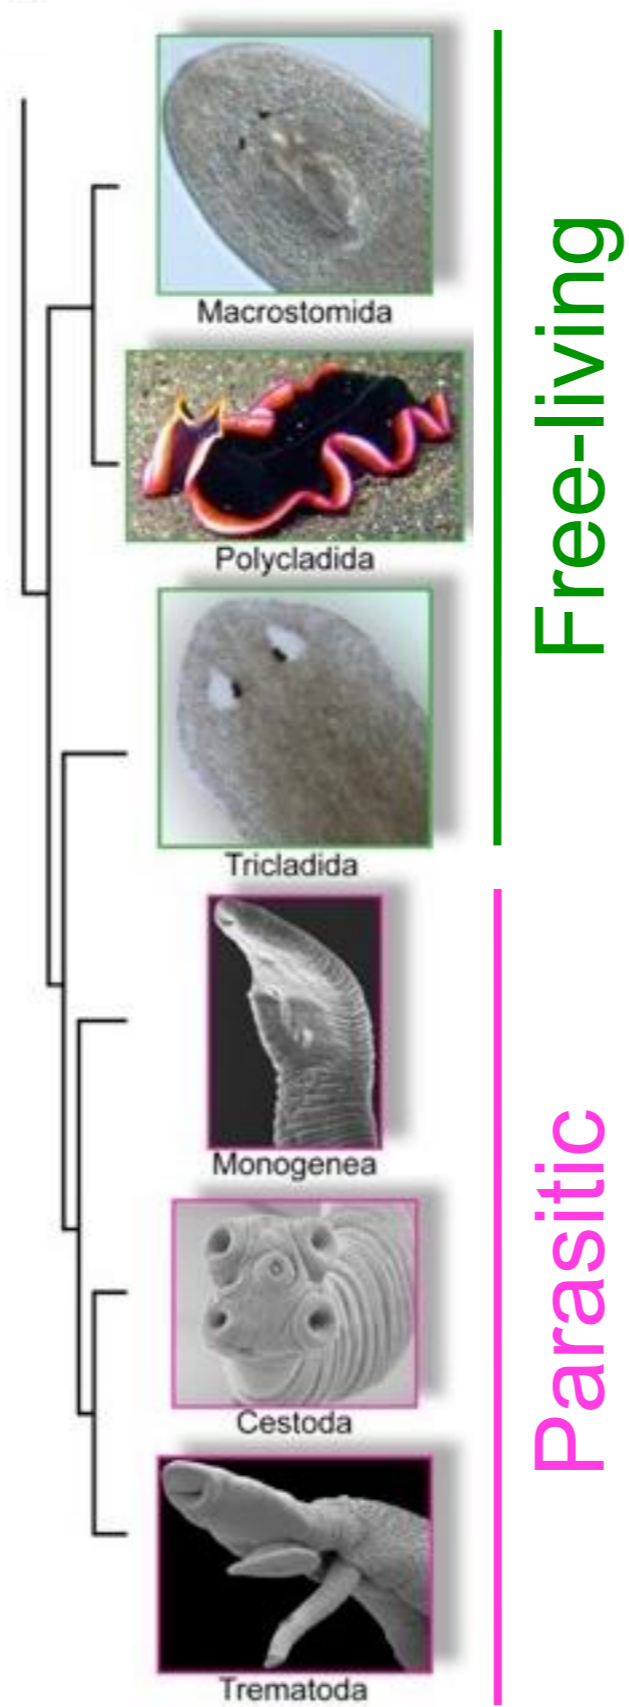 Macrostomida
Polycladida
Tricladida
Monogenea
Cestoda
Trematoda
Free-living
Parasitic